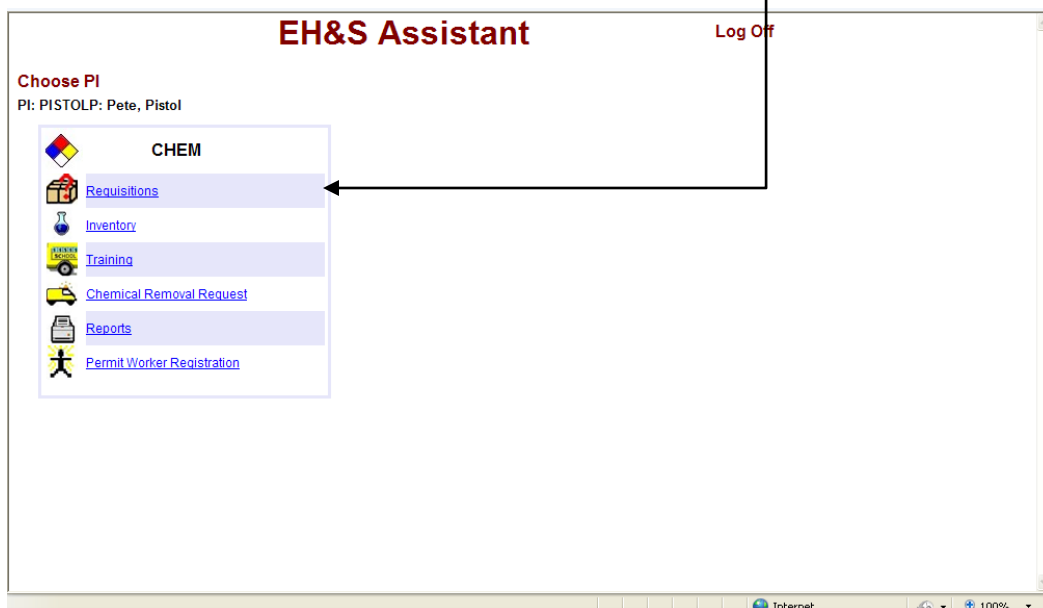 EH&S Assistant Log Off
Choose PI
PI: PISTOLP: Pete, Pistol
CHEM
Requisitions
Inventory
SCHOOL
Training
Chemical Removal Request
Reports
Permit Worker Registration
Internet 100%